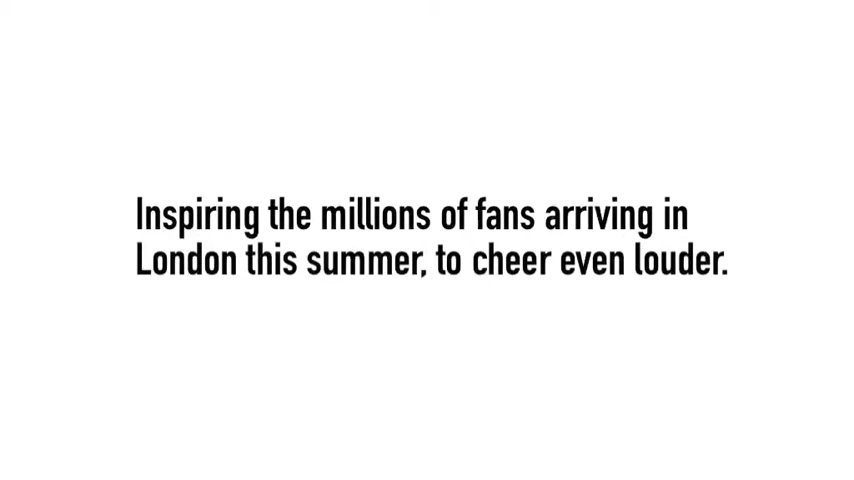 Inspiring the millions of fans arriving in
London this summer, to cheer even louder.